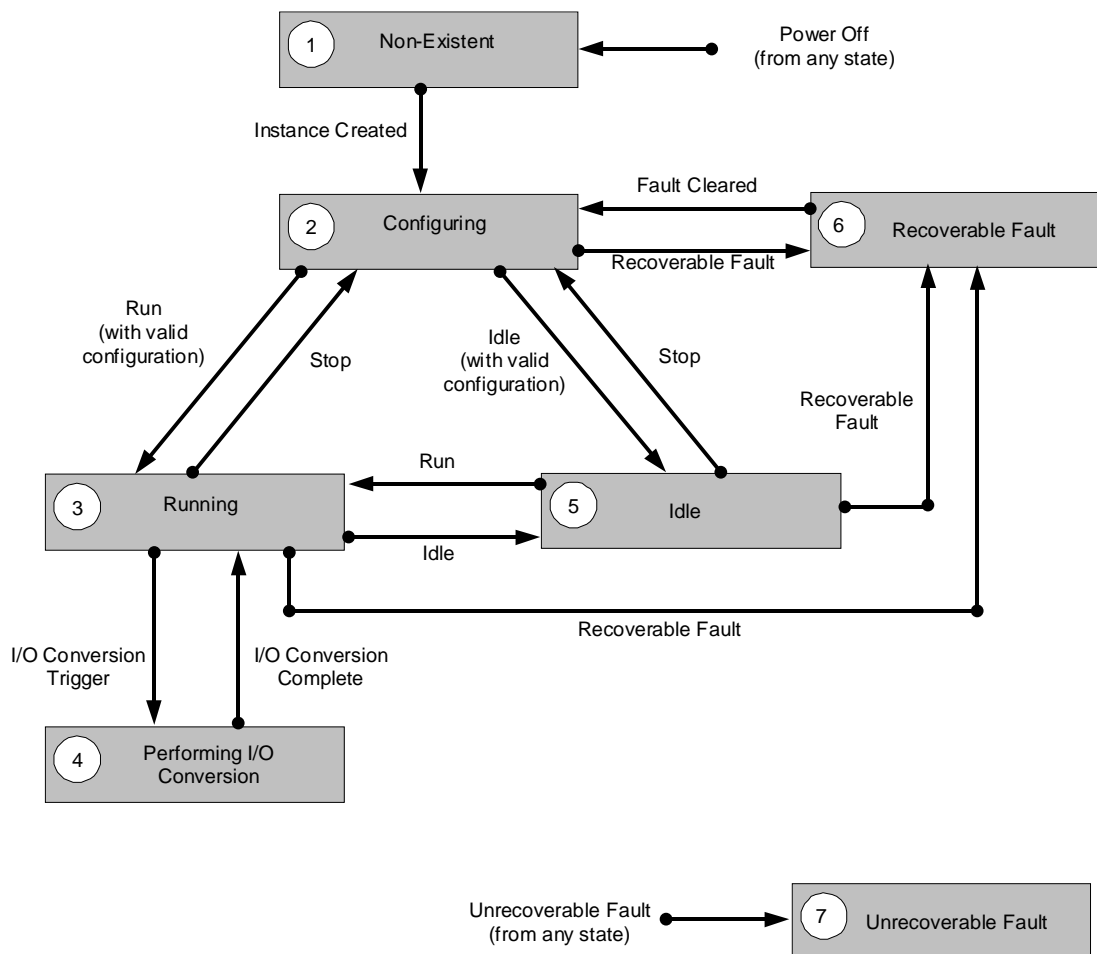 1
Non-Existent
Power Off
(from any state)
Instance Created
2
Configuring
Fault Cleared
6
Recoverable Fault
Recoverable Fault
Run
(with valid
configuration)
Stop
Idle
(with valid
configuration)
Stop
Recoverable
Fault
Run
3
Running
5
Idle
Idle
Recoverable Fault
I/O Conversion
Trigger
I/O Conversion
Complete
4
Performing I/O
Conversion
Unrecoverable Fault
(from any state)
7
Unrecoverable Fault